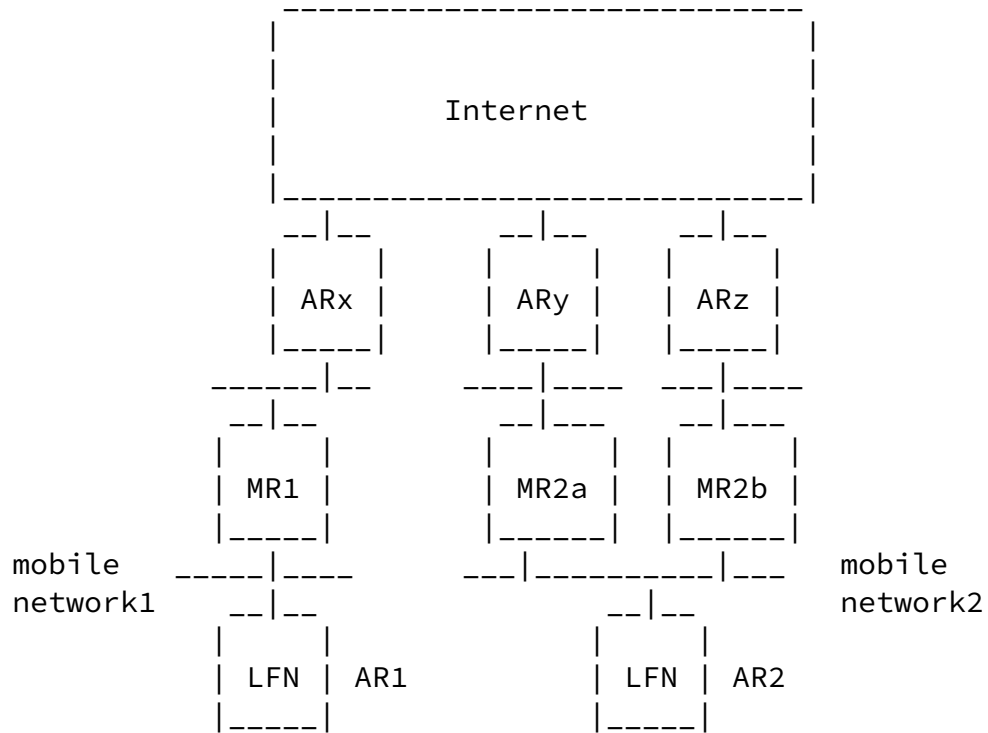 Internet
ARx ARy ARz
MR1 MR2a MR2b
mobile mobile
network1 network2
LFN AR1 LFN AR2